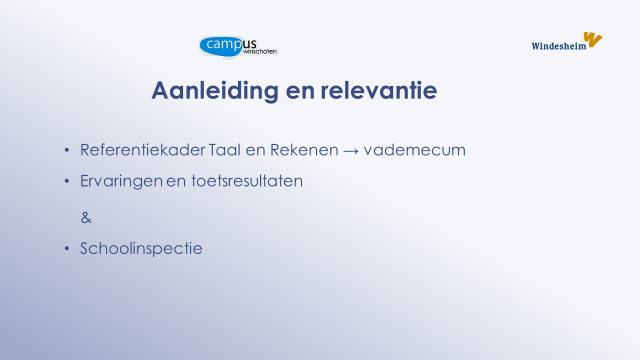 campus
winschoten
Windesheim
Aanleiding en relevantie
• Referentiekader Taal en Rekenen → vademecum
• Ervaringen en toetsresultaten
&
• Schoolinspectie